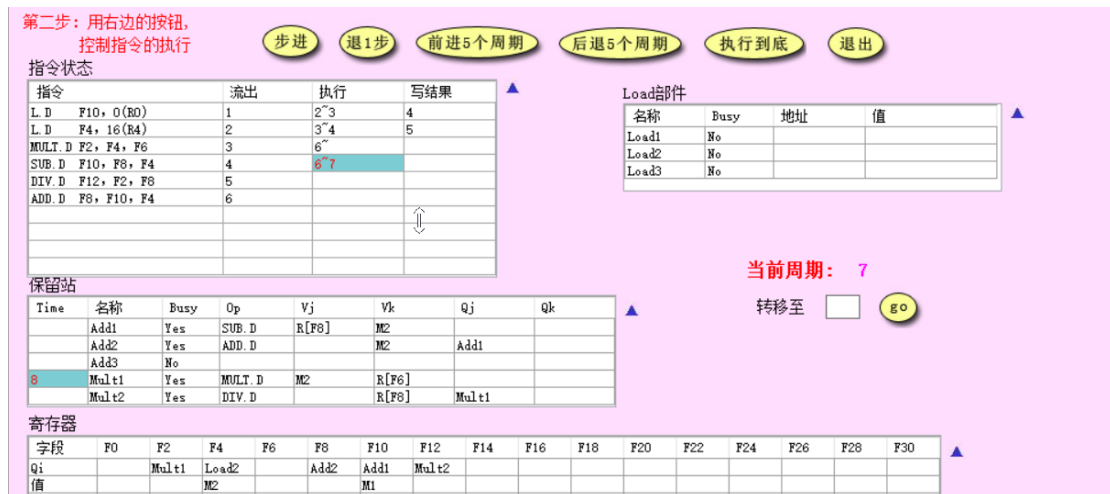 第二步：用右边的按钮，
控制指令的执行
步进 退1步 前进5个周期 后退5个周期 执行到底 退出
指令状态
指令 流出 执行 写结果
L.D F10, 0(R0) 1 2~3 4
L.D F4, 16(R4) 2 3~4 5
MULT.D F2, F4, F6 3 6~
SUB.D F10, F8, F4 4 6~7
DIV.D F12, F2, F8 5
ADD.D F8, F10, F4 6
Load部件
名称 Busy 地址 值
Load1 No
Load2 No
Load3 No
当前周期： 7
转移至 go
保留站
Time 名称 Busy Op Vj Vk Qj Qk
Add1 Yes SUB.D R[F8] M2
Add2 Yes ADD.D M2 Add1
Add3 No
8 Mult1 Yes MULT.D M2 R[F6]
Mult2 Yes DIV.D R[F8] Mult1
寄存器
字段 F0 F2 F4 F6 F8 F10 F12 F14 F16 F18 F20 F22 F24 F26 F28 F30
Qi Mult1 Load2 Add2 Add1 Mult2
值 M2 M1